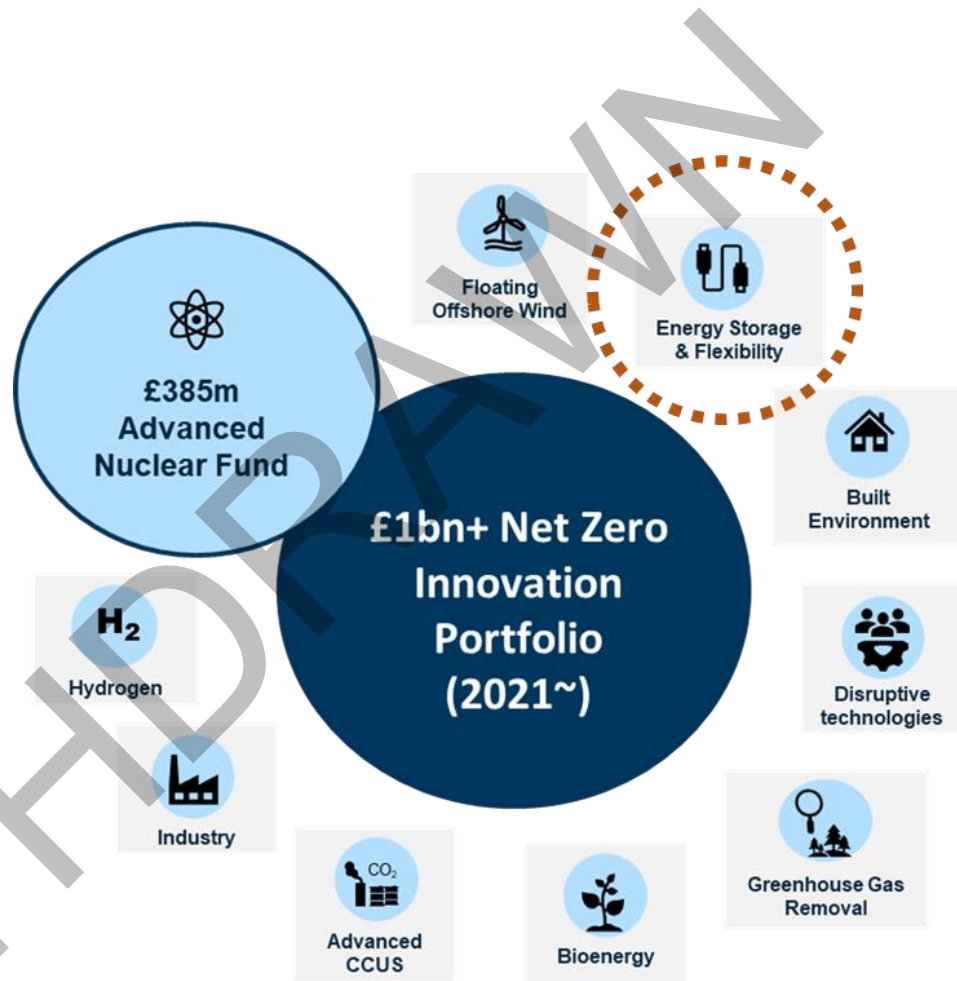 Floating
Offshore Wind
Energy Storage
& Flexibility
£385m
Advanced
Nuclear Fund
Built
Environment
£1bn+ Net Zero
Innovation
Portfolio
(2021~)
H₂
Hydrogen
Disruptive
technologies
Industry
CO₂
Advanced
CCUS
Bioenergy
Greenhouse Gas
Removal
HDRAWN